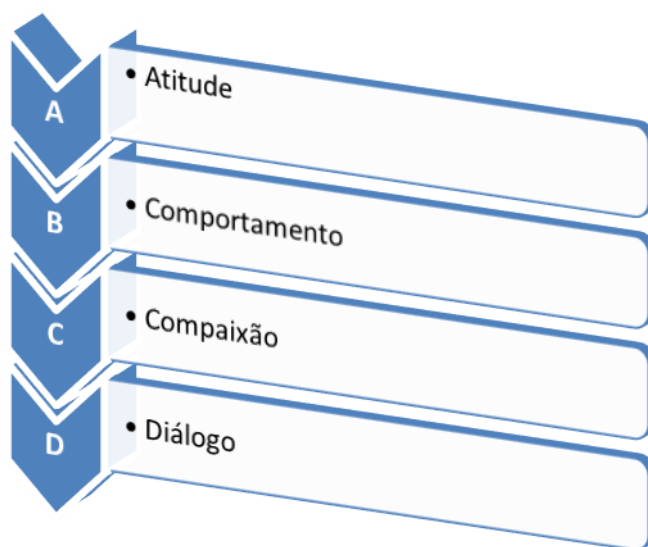 A
• Atitude
B
• Comportamento
C
• Compaixão
D
• Diálogo